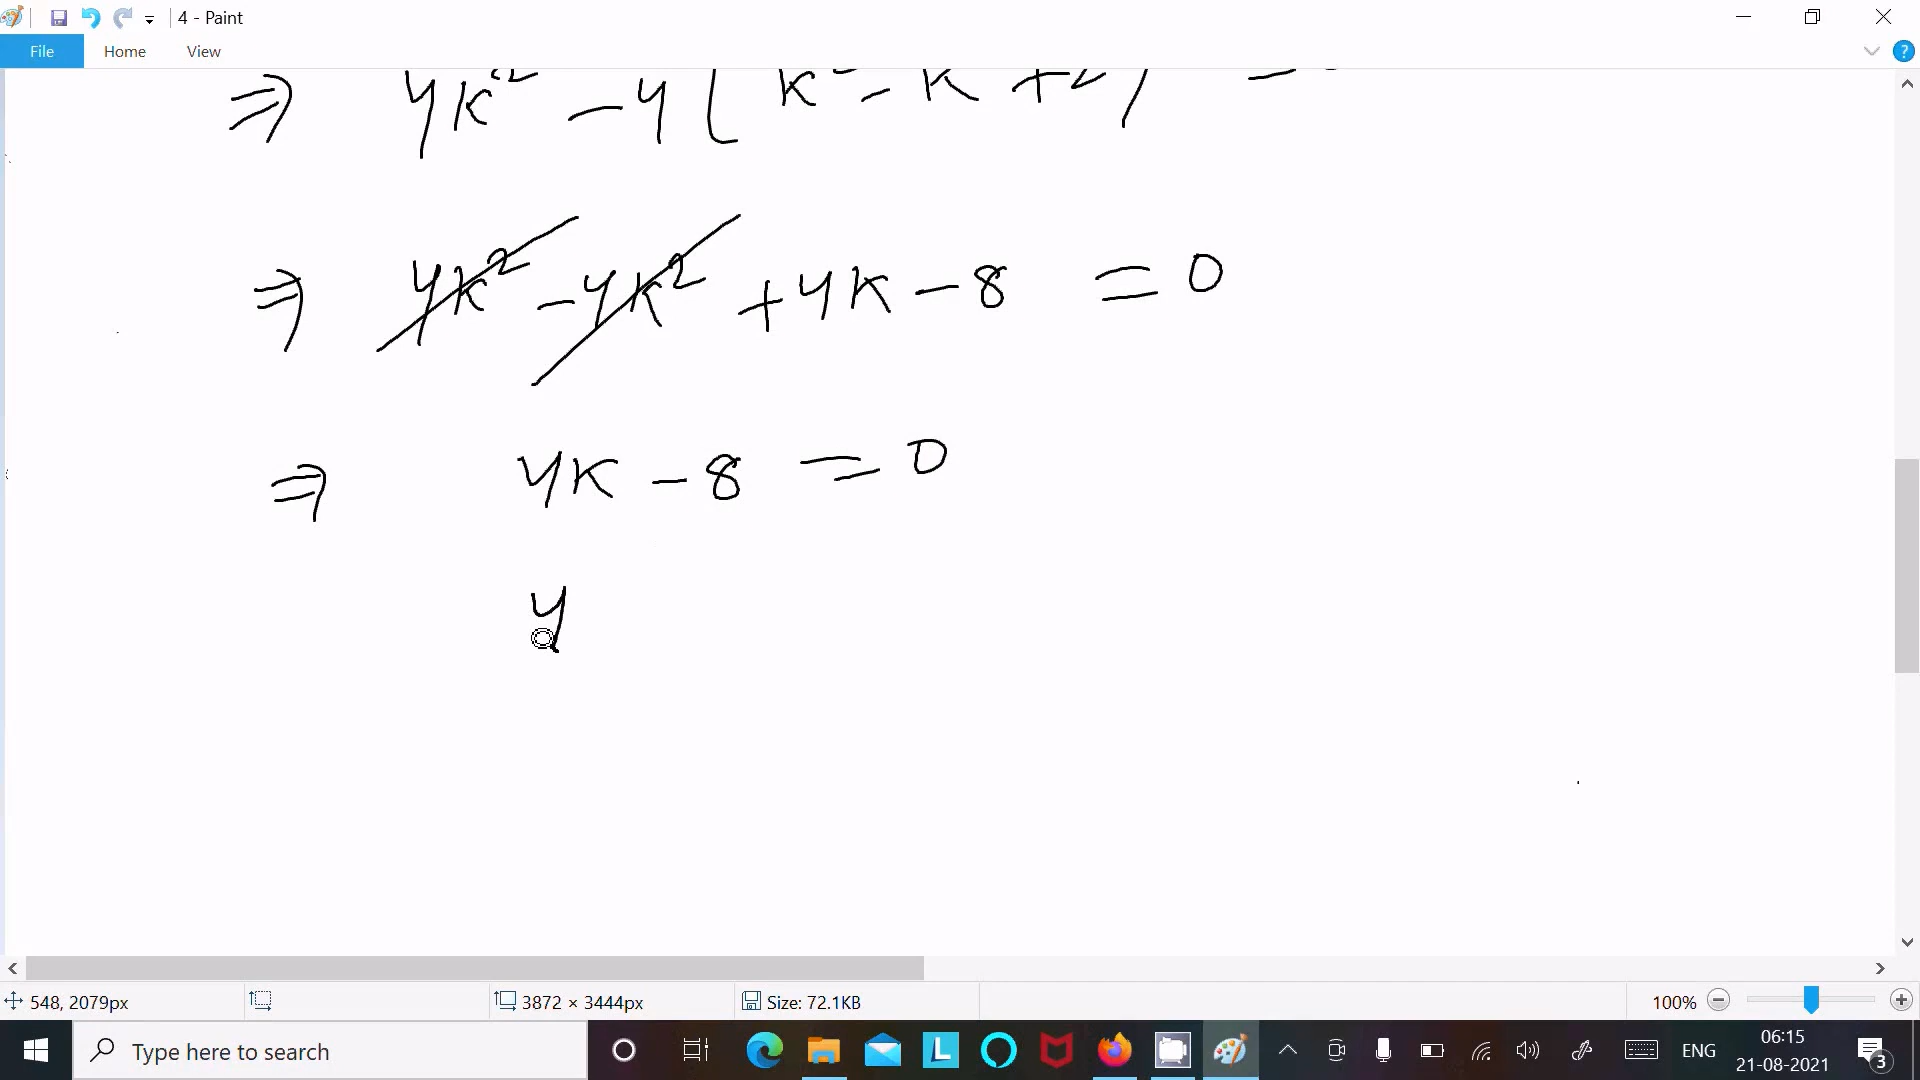 4 - Paint
File Home View
⇒ 4k² - 4(k² - k + 2) =
⇒ 4k² - 4k² + 4k - 8 = 0
⇒ 4k - 8 = 0
4
548, 2079px 3872 × 3444px Size: 72.1KB 100%
Type here to search ENG 06:15
21-08-2021 3